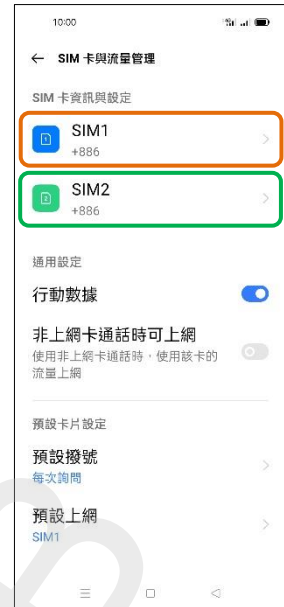 10:00
← SIM 卡與流量管理
SIM 卡資訊與設定
SIM1
+886
SIM2
+886
通用設定
行動數據
非上網卡通話時可上網
使用非上網卡通話時，使用該卡的
流量上網
預設卡片設定
預設撥號
每次詢問
預設上網
SIM1